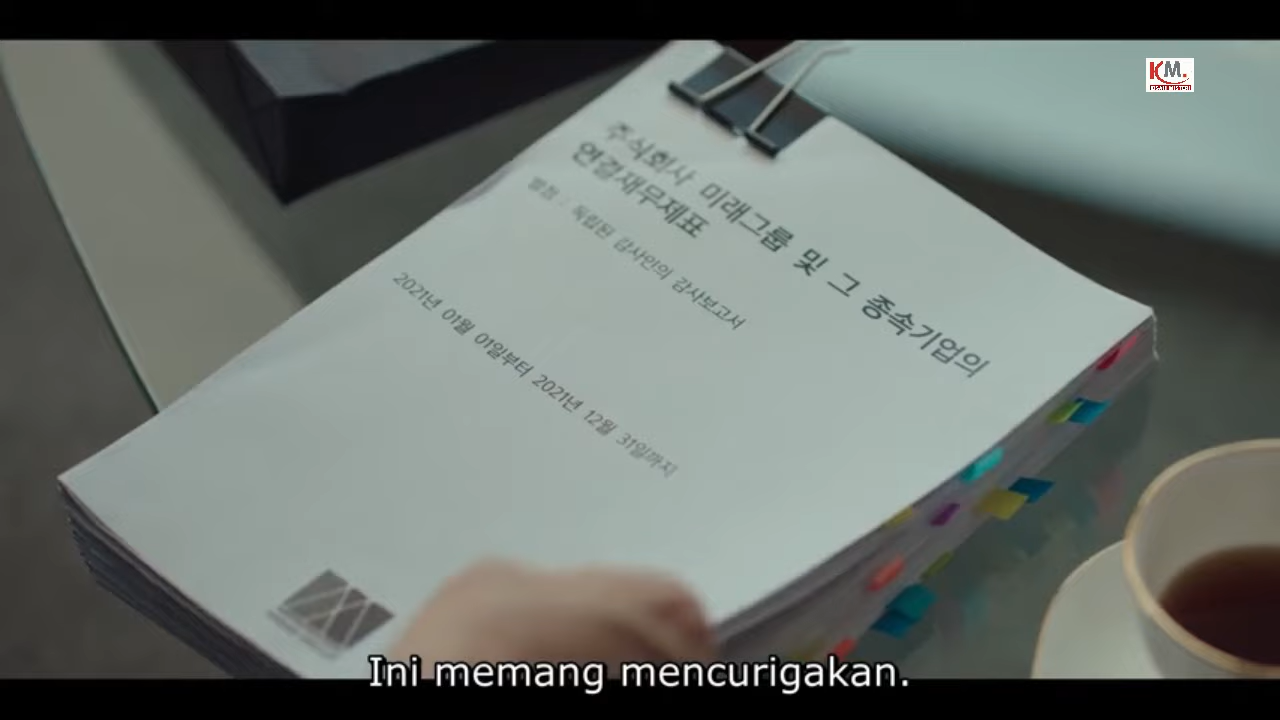 KM.
주식회사 미래그룹 및 그 종속기업의
연결재무제표
별첨 : 독립된 감사인의 감사보고서
2021년 01월 01일부터 2021년 12월 31일까지
Ini memang mencurigakan.